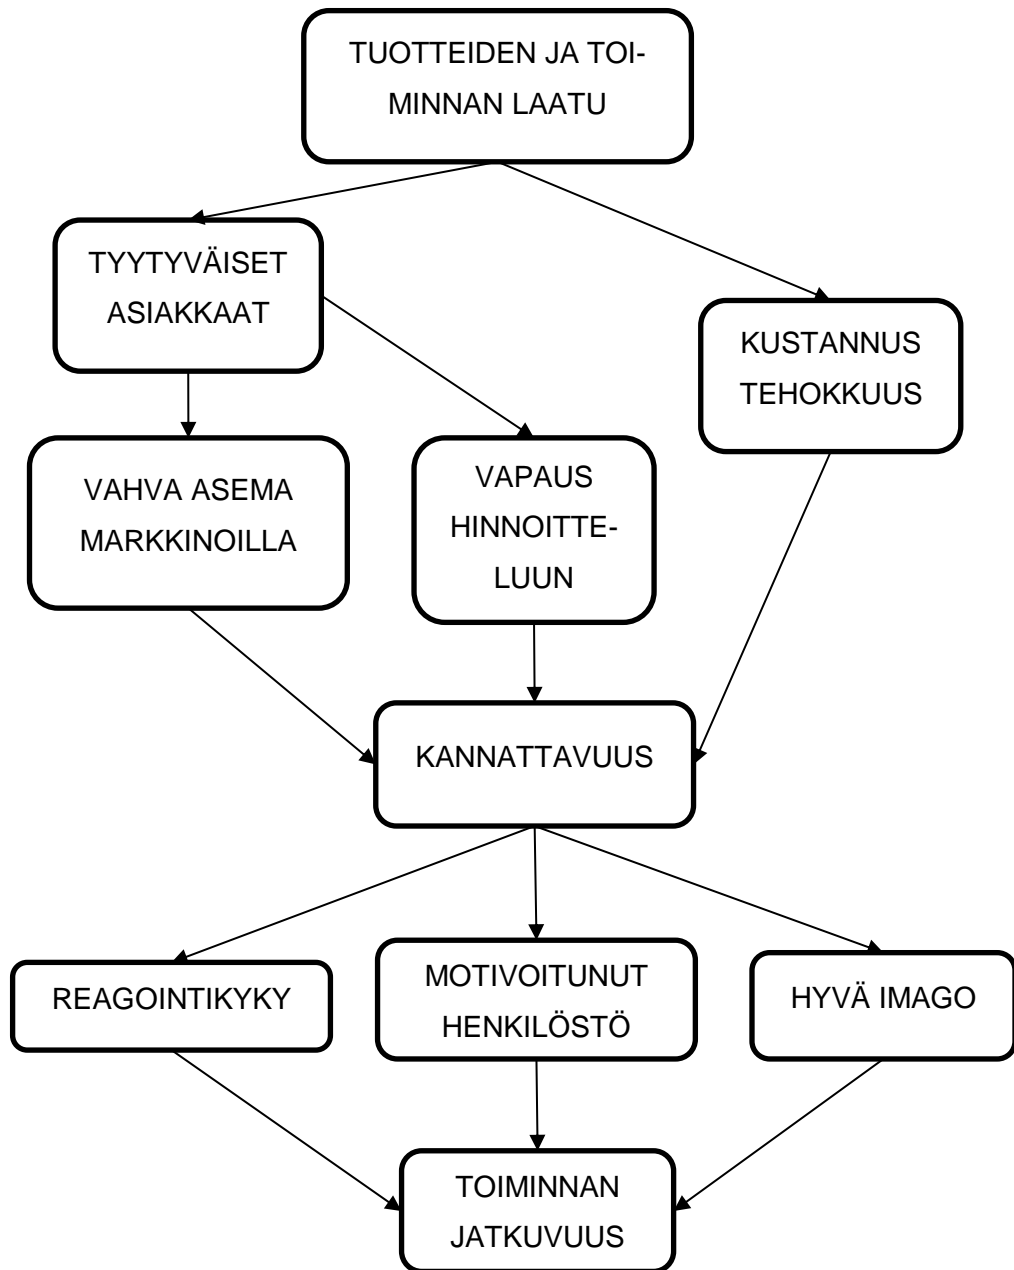 TUOTTEIDEN JA TOI-
MINNAN LAATU
TYYTYVÄISET
ASIAKKAAT
KUSTANNUS
TEHOKKUUS
VAHVA ASEMA
MARKKINOILLA
VAPAUS
HINNOITTE-
LUUN
KANNATTAVUUS
REAGOINTIKYKY
MOTIVOITUNUT
HENKILÖSTÖ
HYVÄ IMAGO
TOIMINNAN
JATKUVUUS